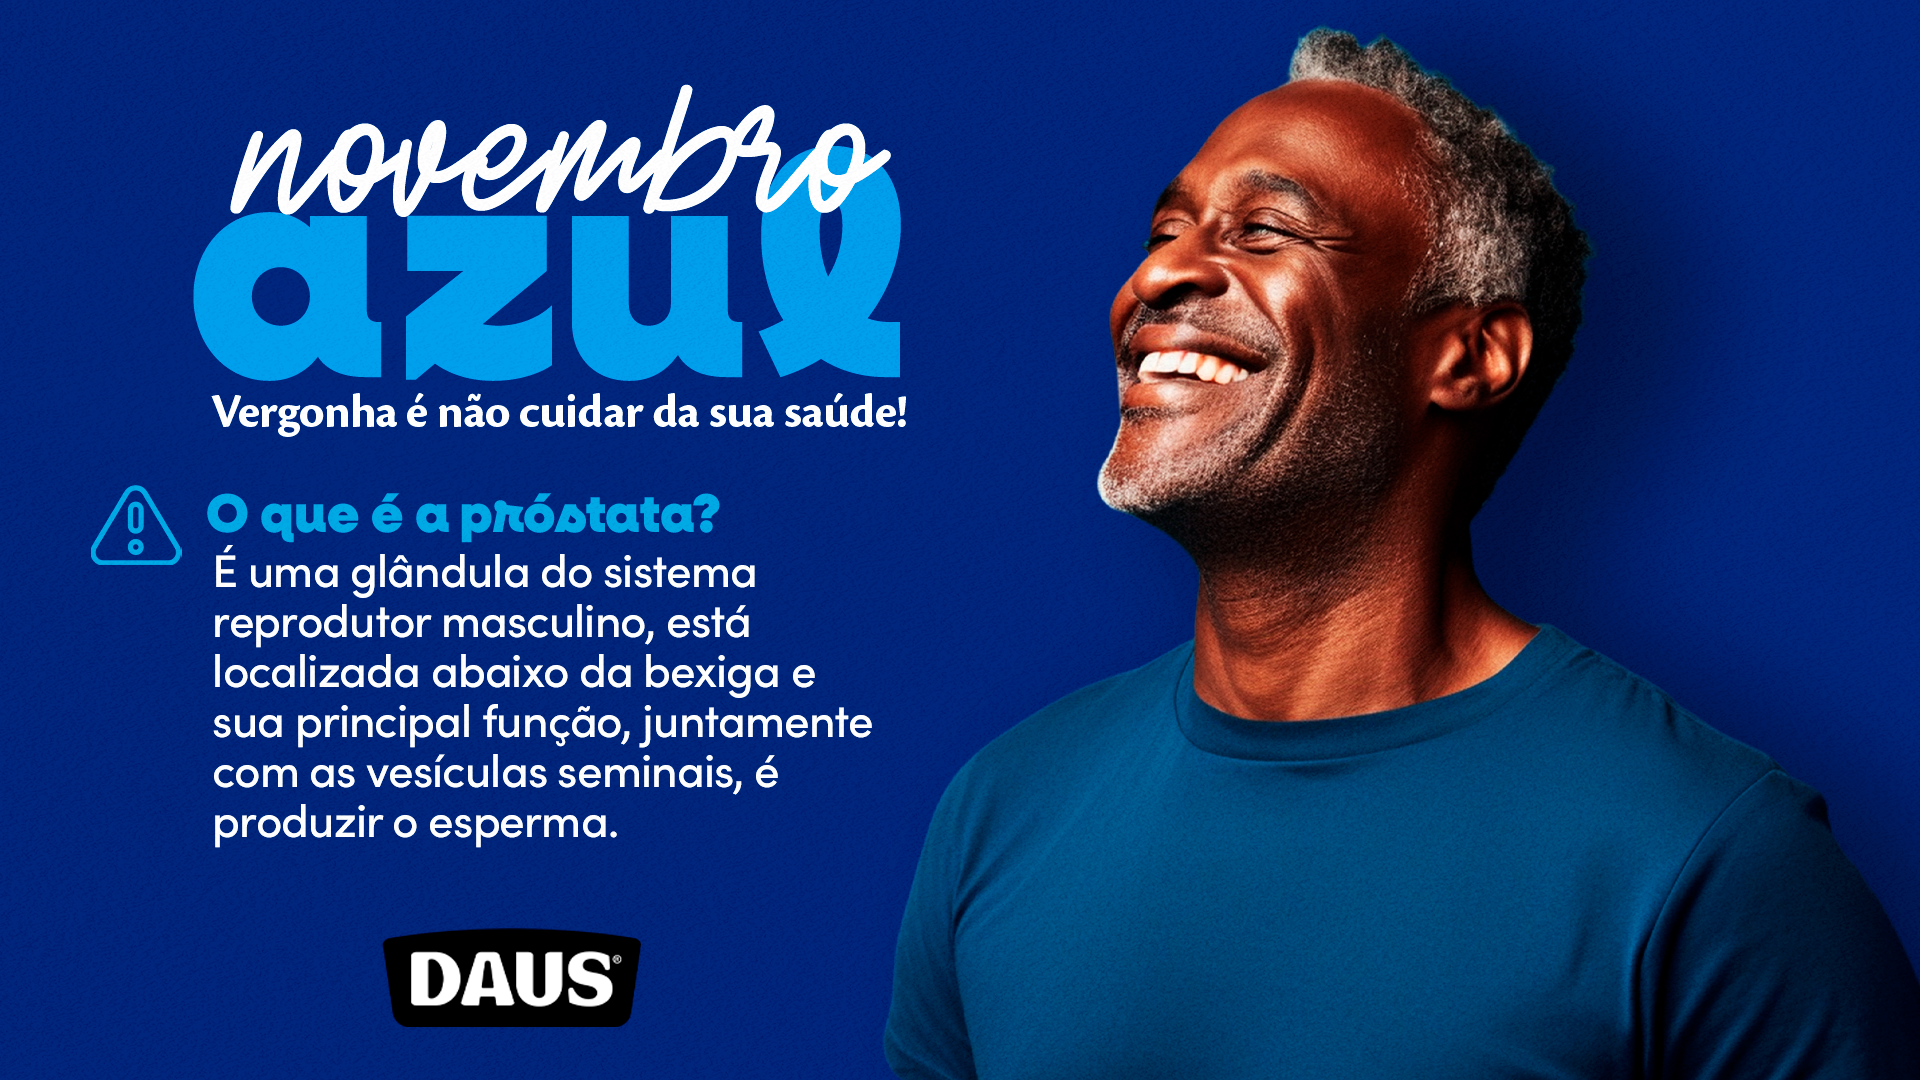 novembro
azul
Vergonha é não cuidar da sua saúde!
O que é a próstata?
É uma glândula do sistema
reprodutor masculino, está
localizada abaixo da bexiga e
sua principal função, juntamente
com as vesículas seminais, é
produzir o esperma.
DAUS®